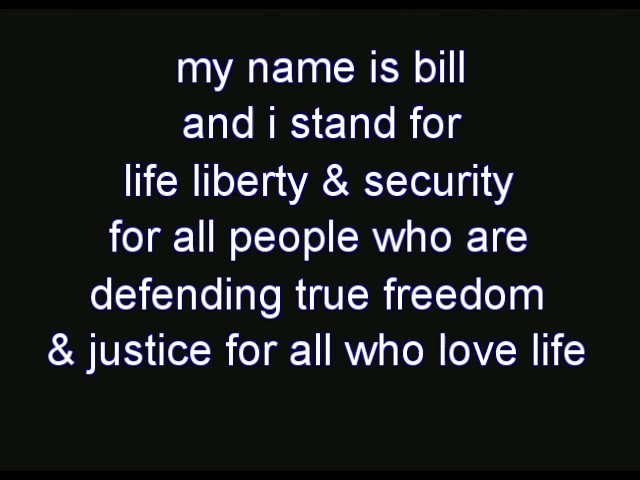 my name is bill
and i stand for
life liberty & security
for all people who are
defending true freedom
& justice for all who love life